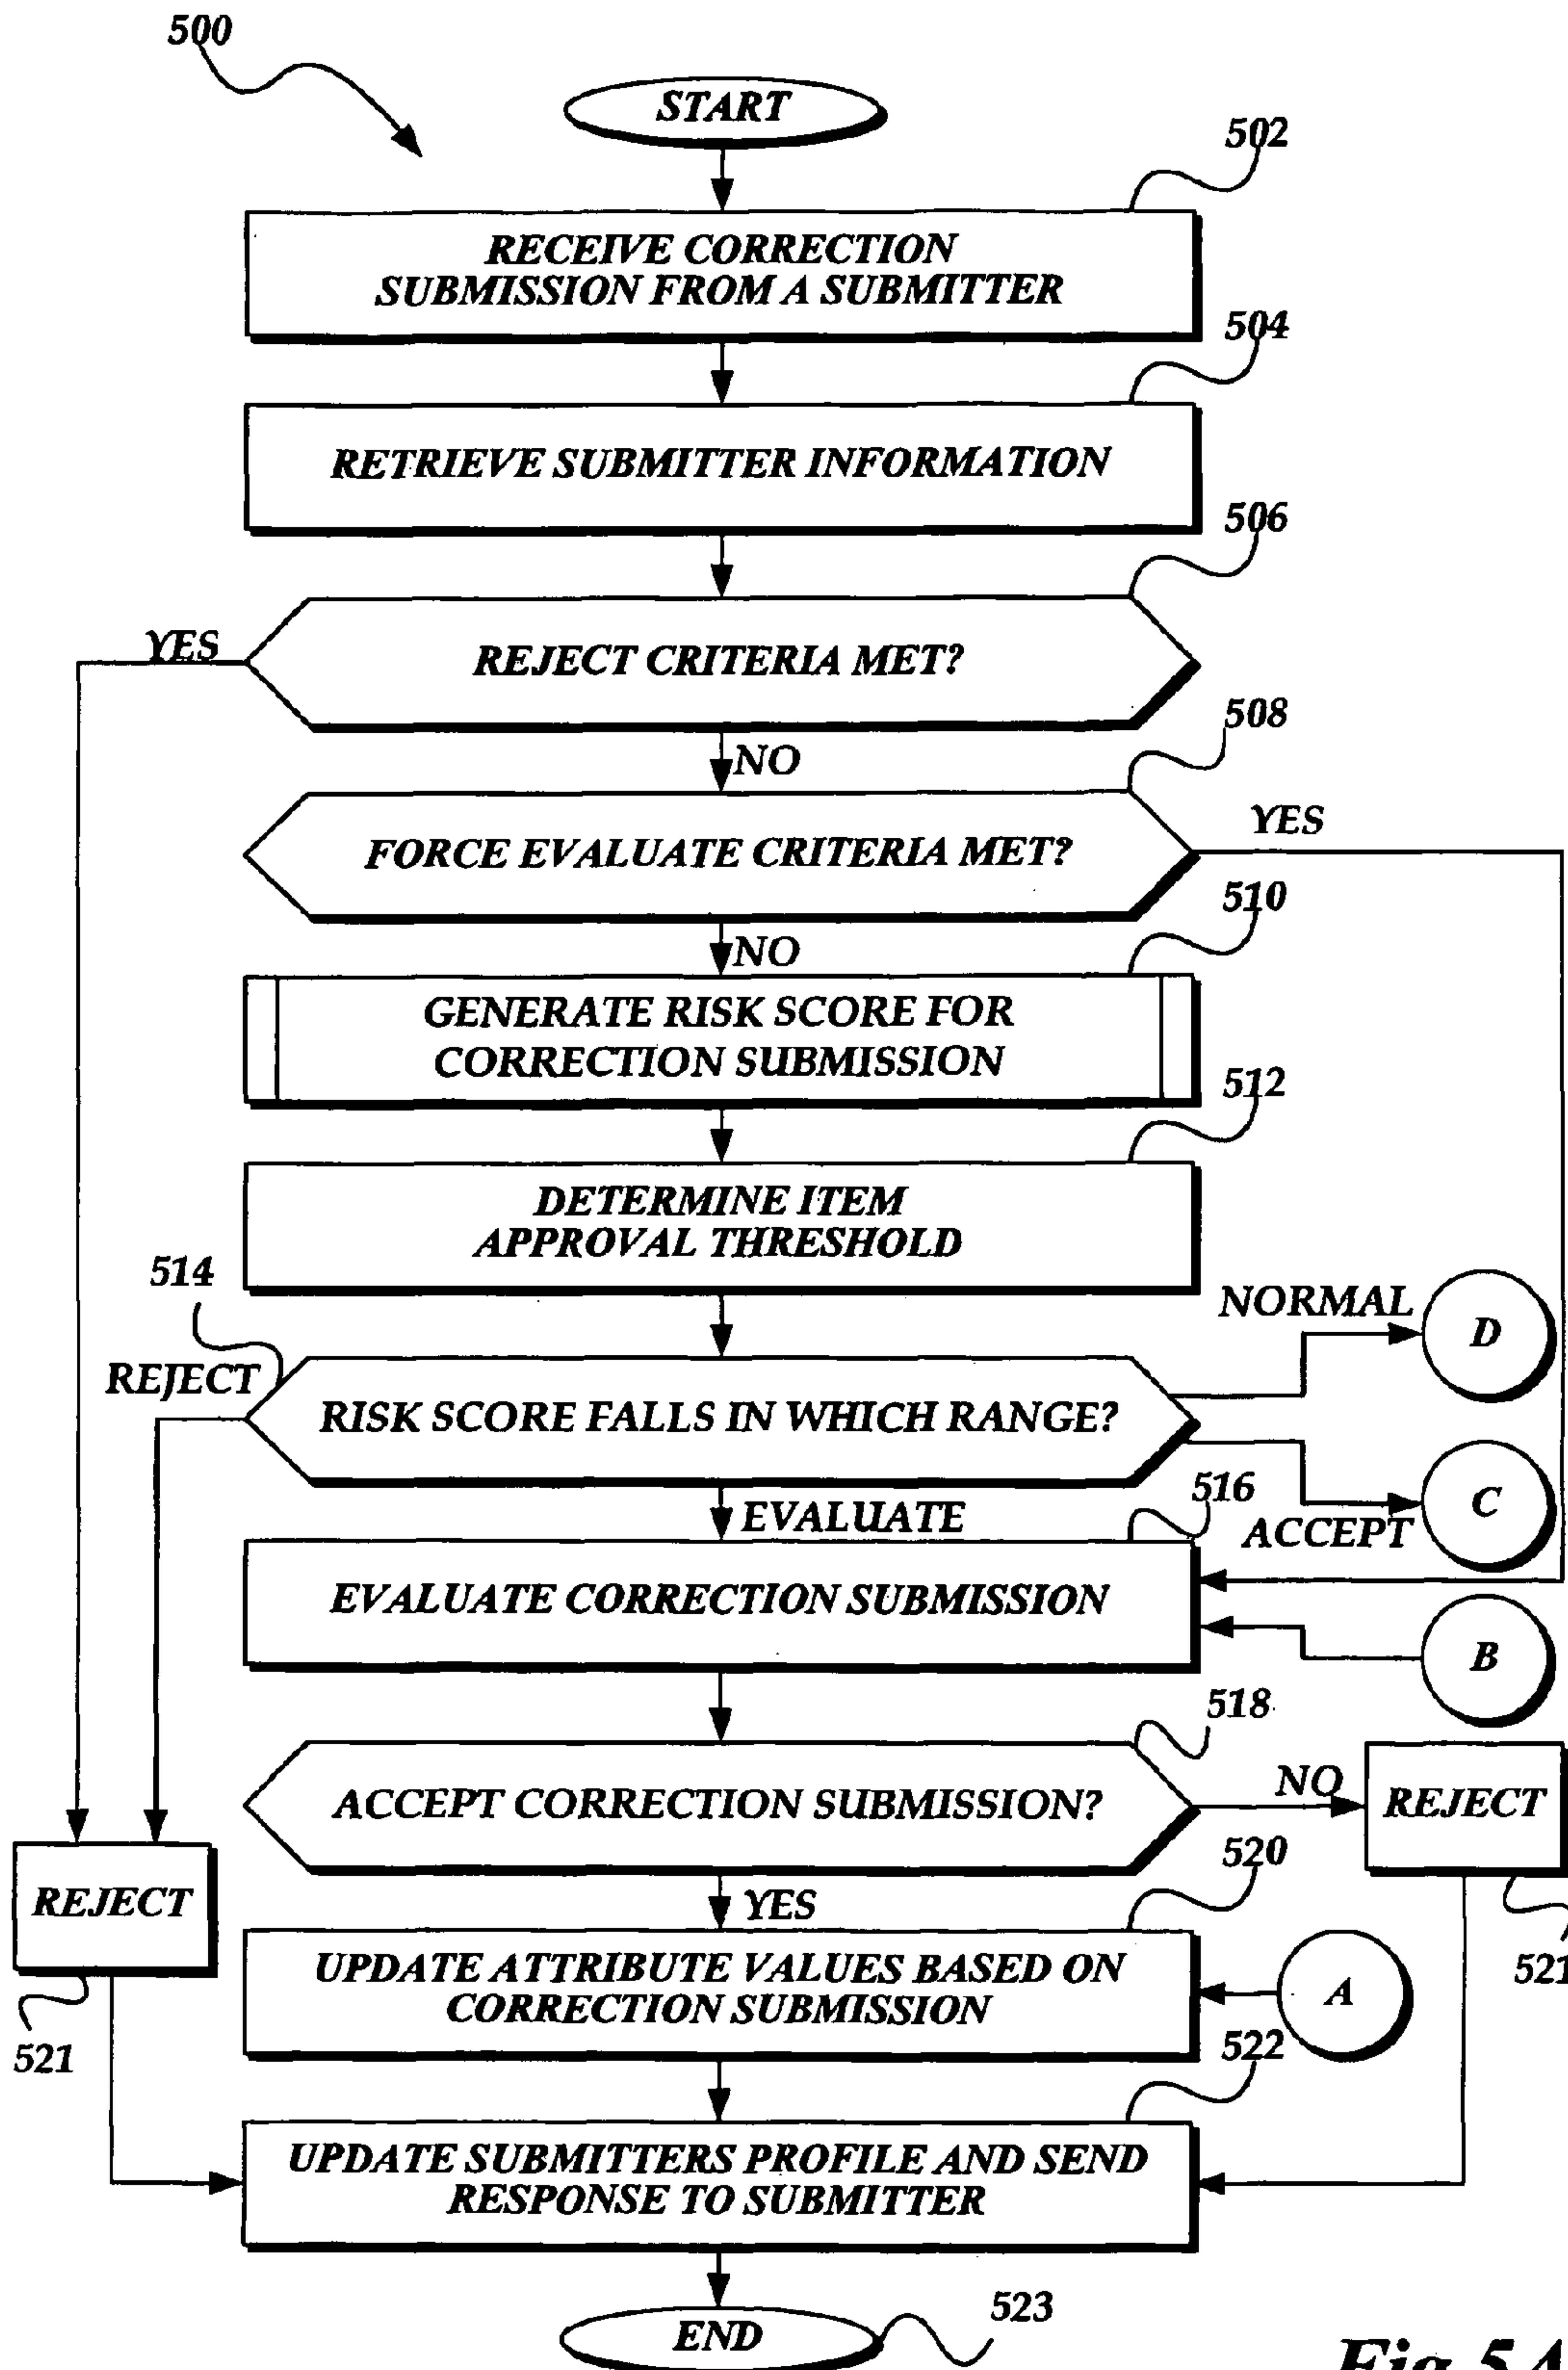 500
START
502
RECEIVE CORRECTION
SUBMISSION FROM A SUBMITTER
504
RETRIEVE SUBMITTER INFORMATION
506
YES
REJECT CRITERIA MET?
508
NO
YES
FORCE EVALUATE CRITERIA MET?
510
NO
GENERATE RISK SCORE FOR
CORRECTION SUBMISSION
512
DETERMINE ITEM
APPROVAL THRESHOLD
514
NORMAL
D
REJECT
RISK SCORE FALLS IN WHICH RANGE?
516
C
EVALUATE
ACCEPT
EVALUATE CORRECTION SUBMISSION
B
518
NO
ACCEPT CORRECTION SUBMISSION?
REJECT
520
REJECT
YES
UPDATE ATTRIBUTE VALUES BASED ON
CORRECTION SUBMISSION
521
A
521
522
UPDATE SUBMITTERS PROFILE AND SEND
RESPONSE TO SUBMITTER
523
END
Fig 5A